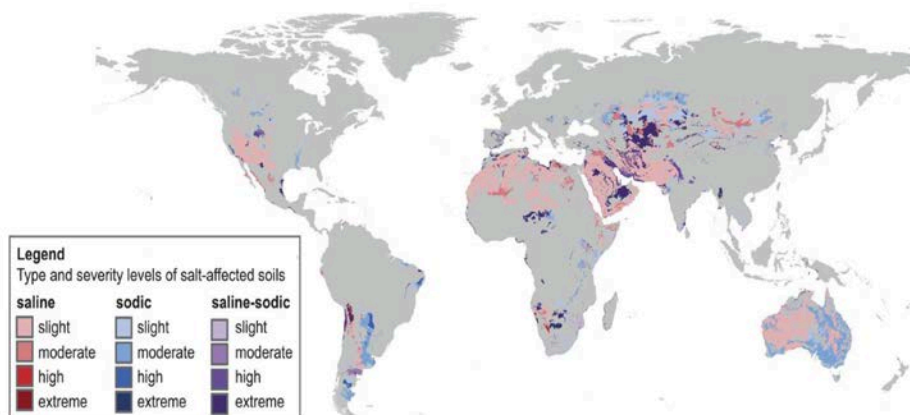 Legend
Type and severity levels of salt-affected soils
saline sodic saline-sodic
slight slight slight
moderate moderate moderate
high high high
extreme extreme extreme